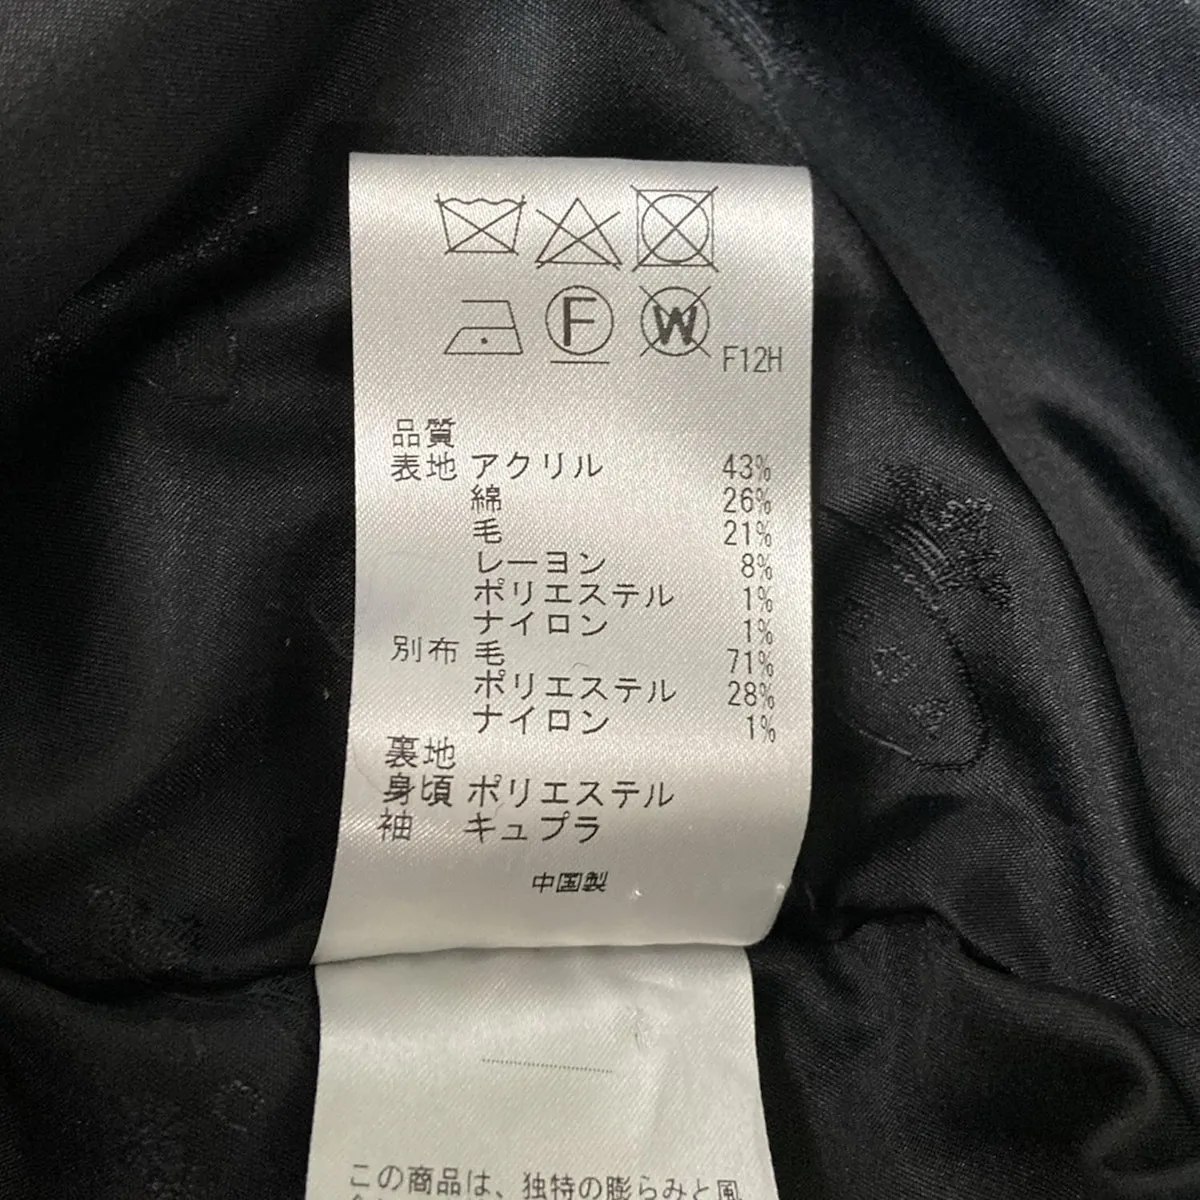 F W
F12H
品質
表地 アクリル 43%
綿 26%
毛 21%
レーヨン 8%
ポリエステル 1%
ナイロン 1%
別布 毛 71%
ポリエステル 28%
ナイロン 1%
裏地
身頃 ポリエステル
袖 キュプラ
中国製
この商品は、独特の膨らみと風